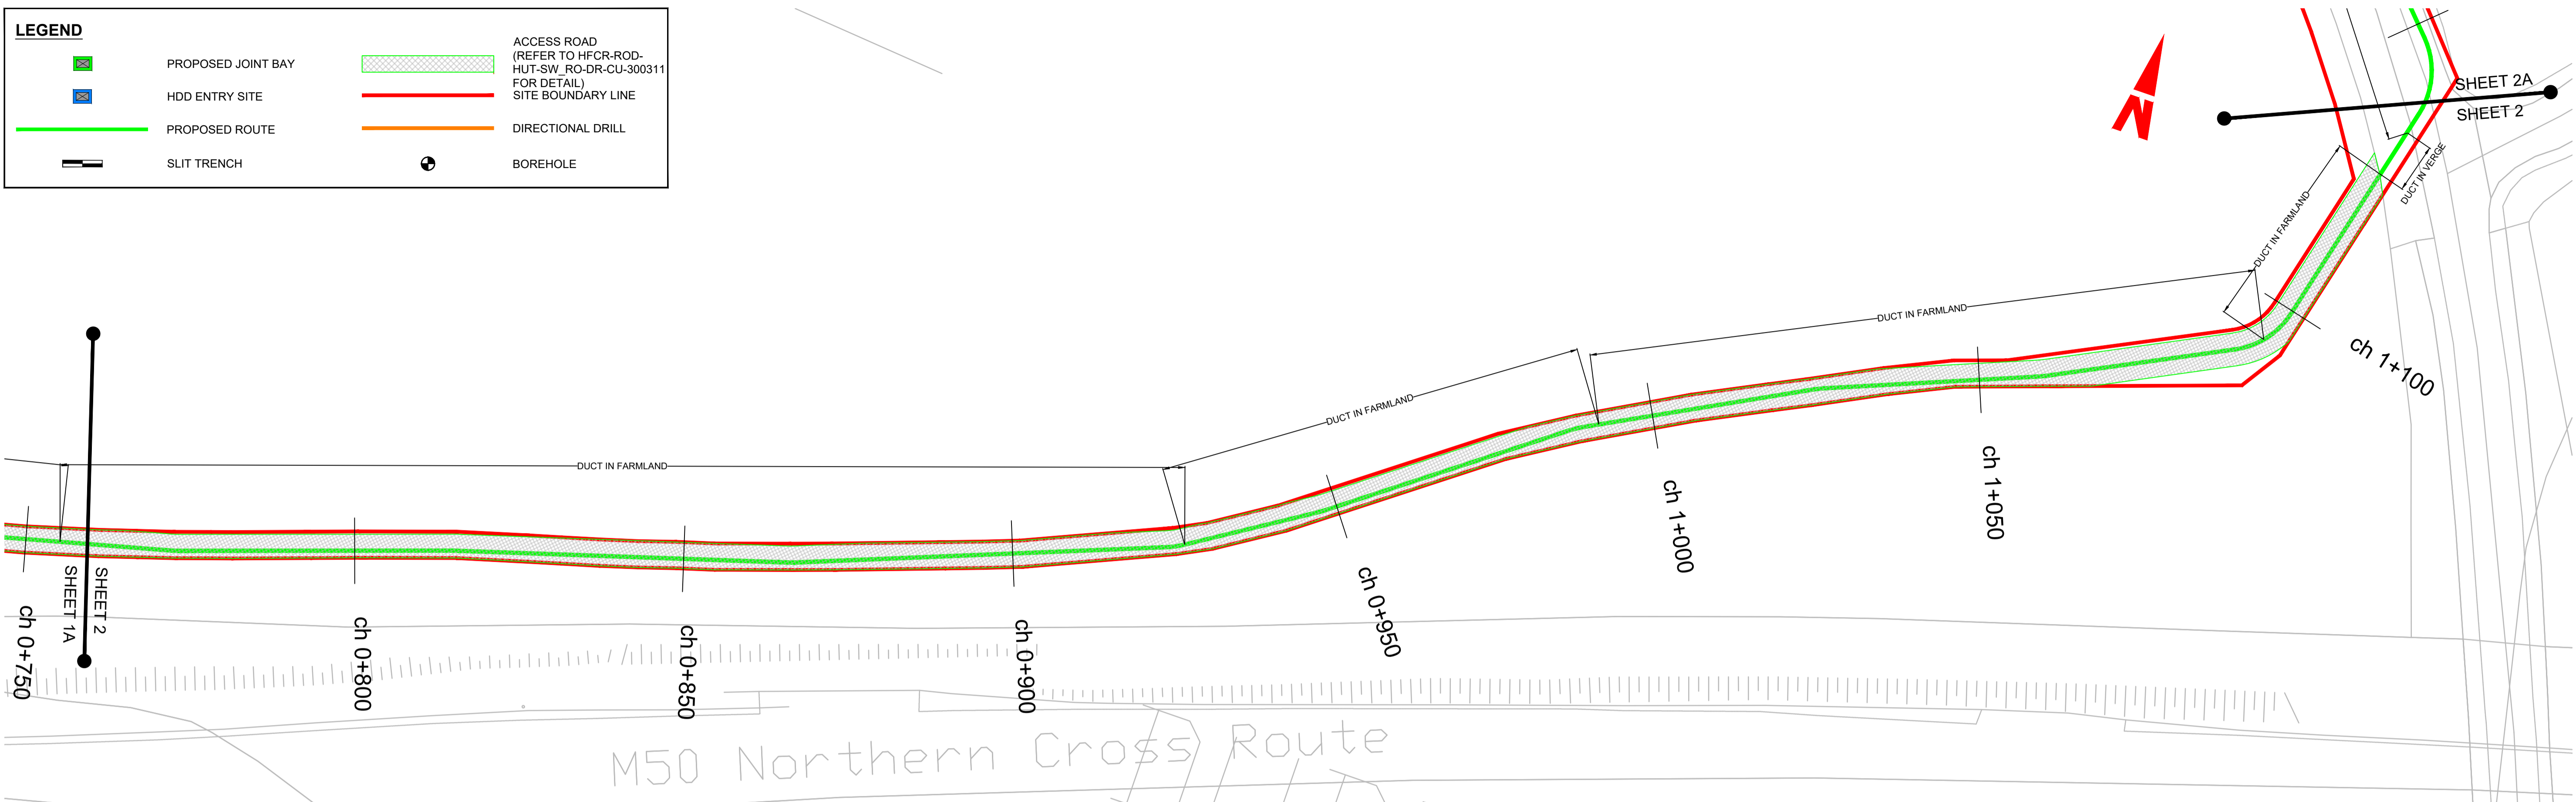 LEGEND
PROPOSED JOINT BAY
HDD ENTRY SITE
PROPOSED ROUTE
SLIT TRENCH
ACCESS ROAD
(REFER TO HFCR-ROD-
HUT-SW_RO-DR-CU-300311
FOR DETAIL)
SITE BOUNDARY LINE
DIRECTIONAL DRILL
BOREHOLE
N
SHEET 2A
SHEET 2
DUCT IN VERGE
DUCT IN FARMLAND
DUCT IN FARMLAND
DUCT IN FARMLAND
DUCT IN FARMLAND
SHEET 1A
SHEET 2
ch 0+750
ch 0+800
ch 0+850
ch 0+900
ch 0+950
ch 1+000
ch 1+050
ch 1+100
M50 Northern Cross Route